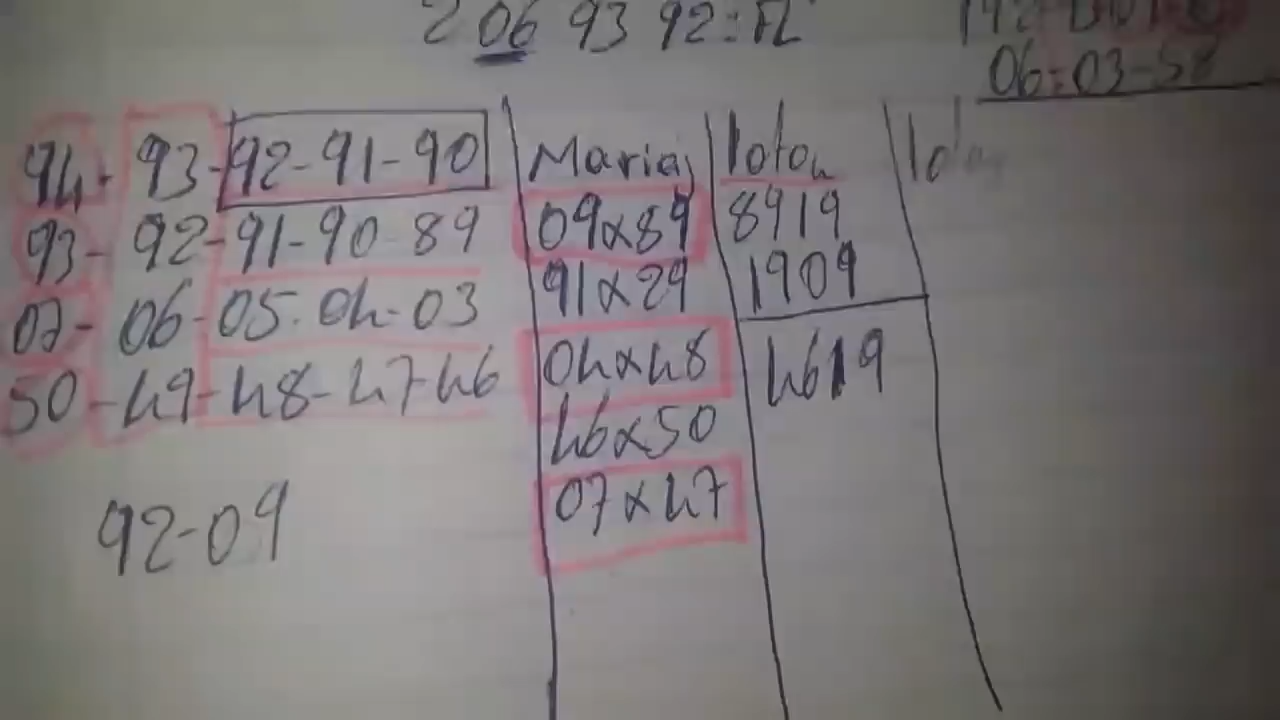 2 06 93 92=FL
06=03-58
94. 93-92-91-90
93- 92-91-90-89
07- 06-05.04-03
50-49-48-47-46
92-09
Mariaj
09x89
91x29
04x48
46x50
07x47
loto4
8919
1909
4619